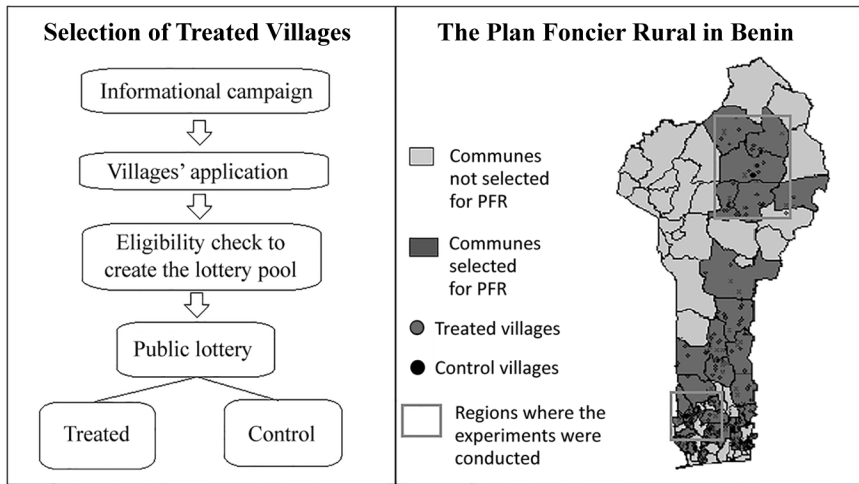 Selection of Treated Villages
Informational campaign
Villages' application
Eligibility check to
create the lottery pool
Public lottery
Treated
Control
The Plan Foncier Rural in Benin
Communes
not selected
for PFR
Communes
selected
for PFR
Treated villages
Control villages
Regions where the
experiments were
conducted